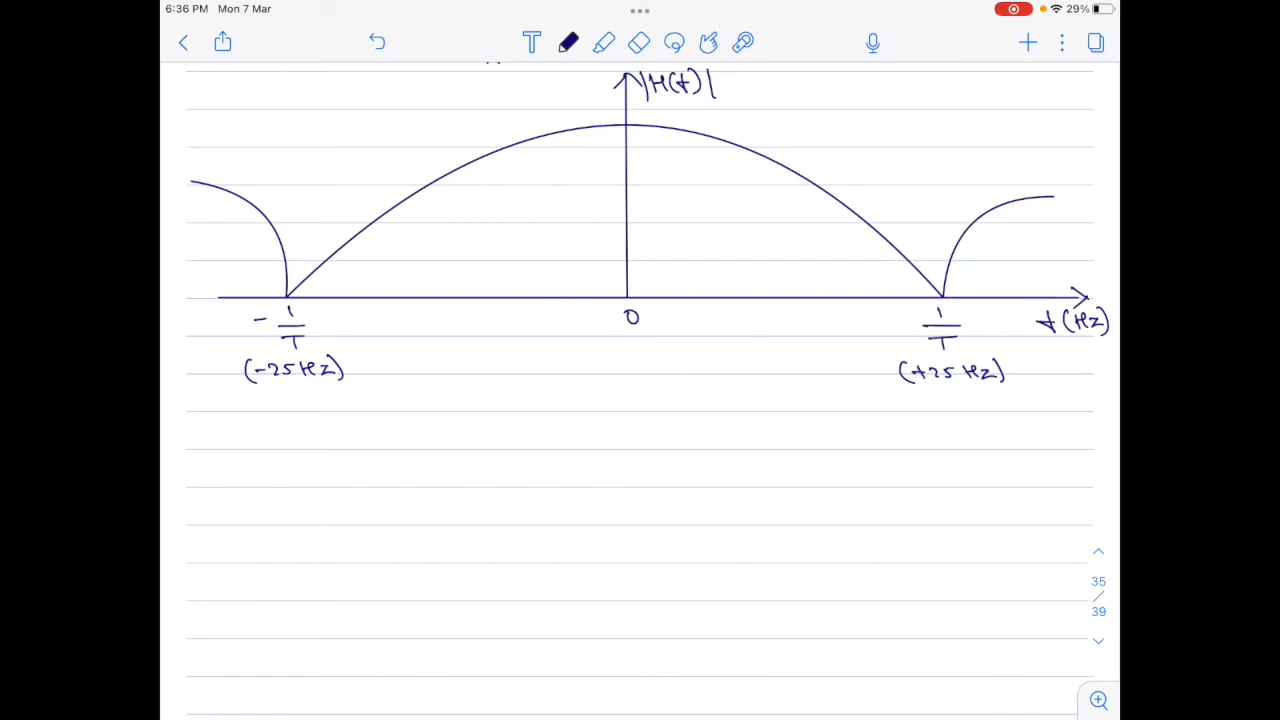 6:36 PM Mon 7 Mar
29%
T
|H(f)|
- 1/T
0
1/T
f (Hz)
(-25 Hz)
(+25 Hz)
35
/
39